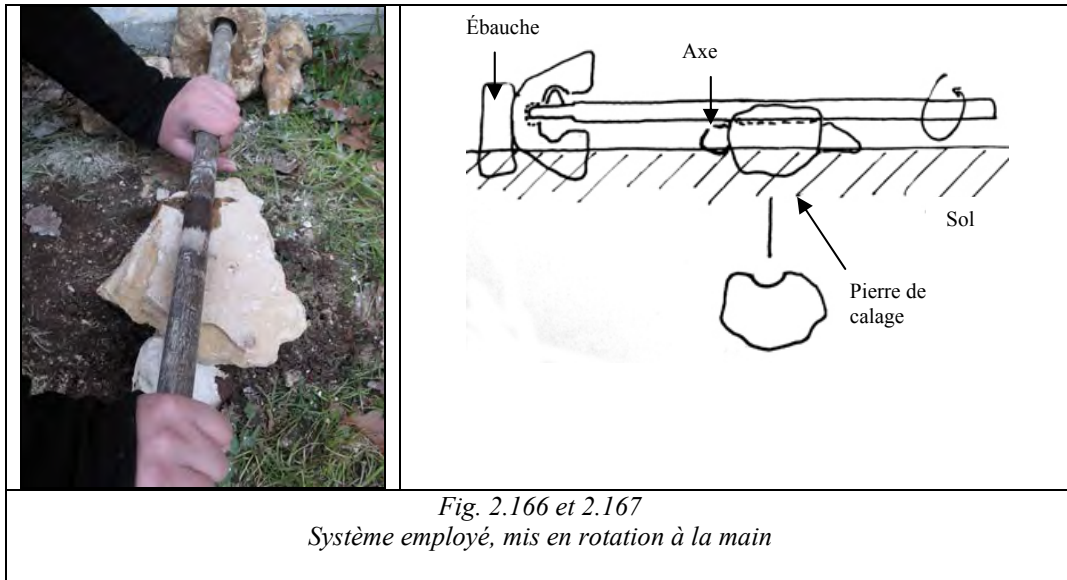 Ébauche
Axe
Sol
Pierre de
calage
Fig. 2.166 et 2.167
Système employé, mis en rotation à la main